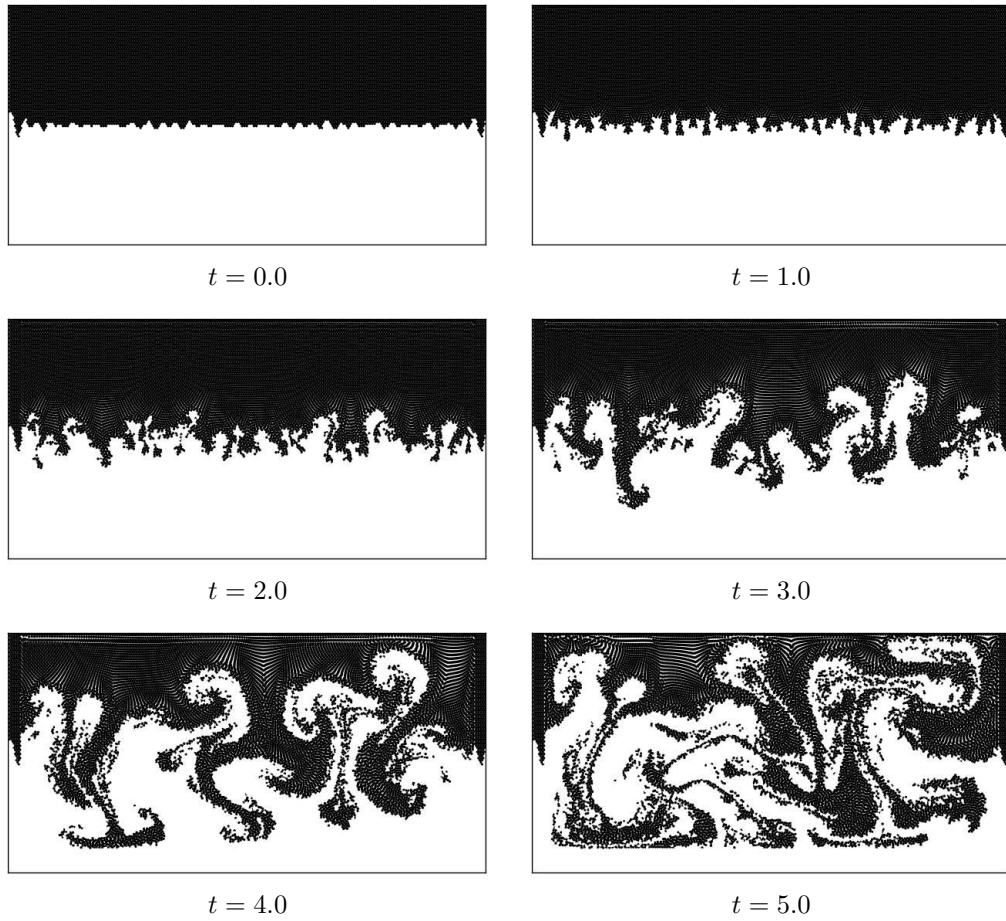 t = 0.0
t = 1.0
t = 2.0
t = 3.0
t = 4.0
t = 5.0